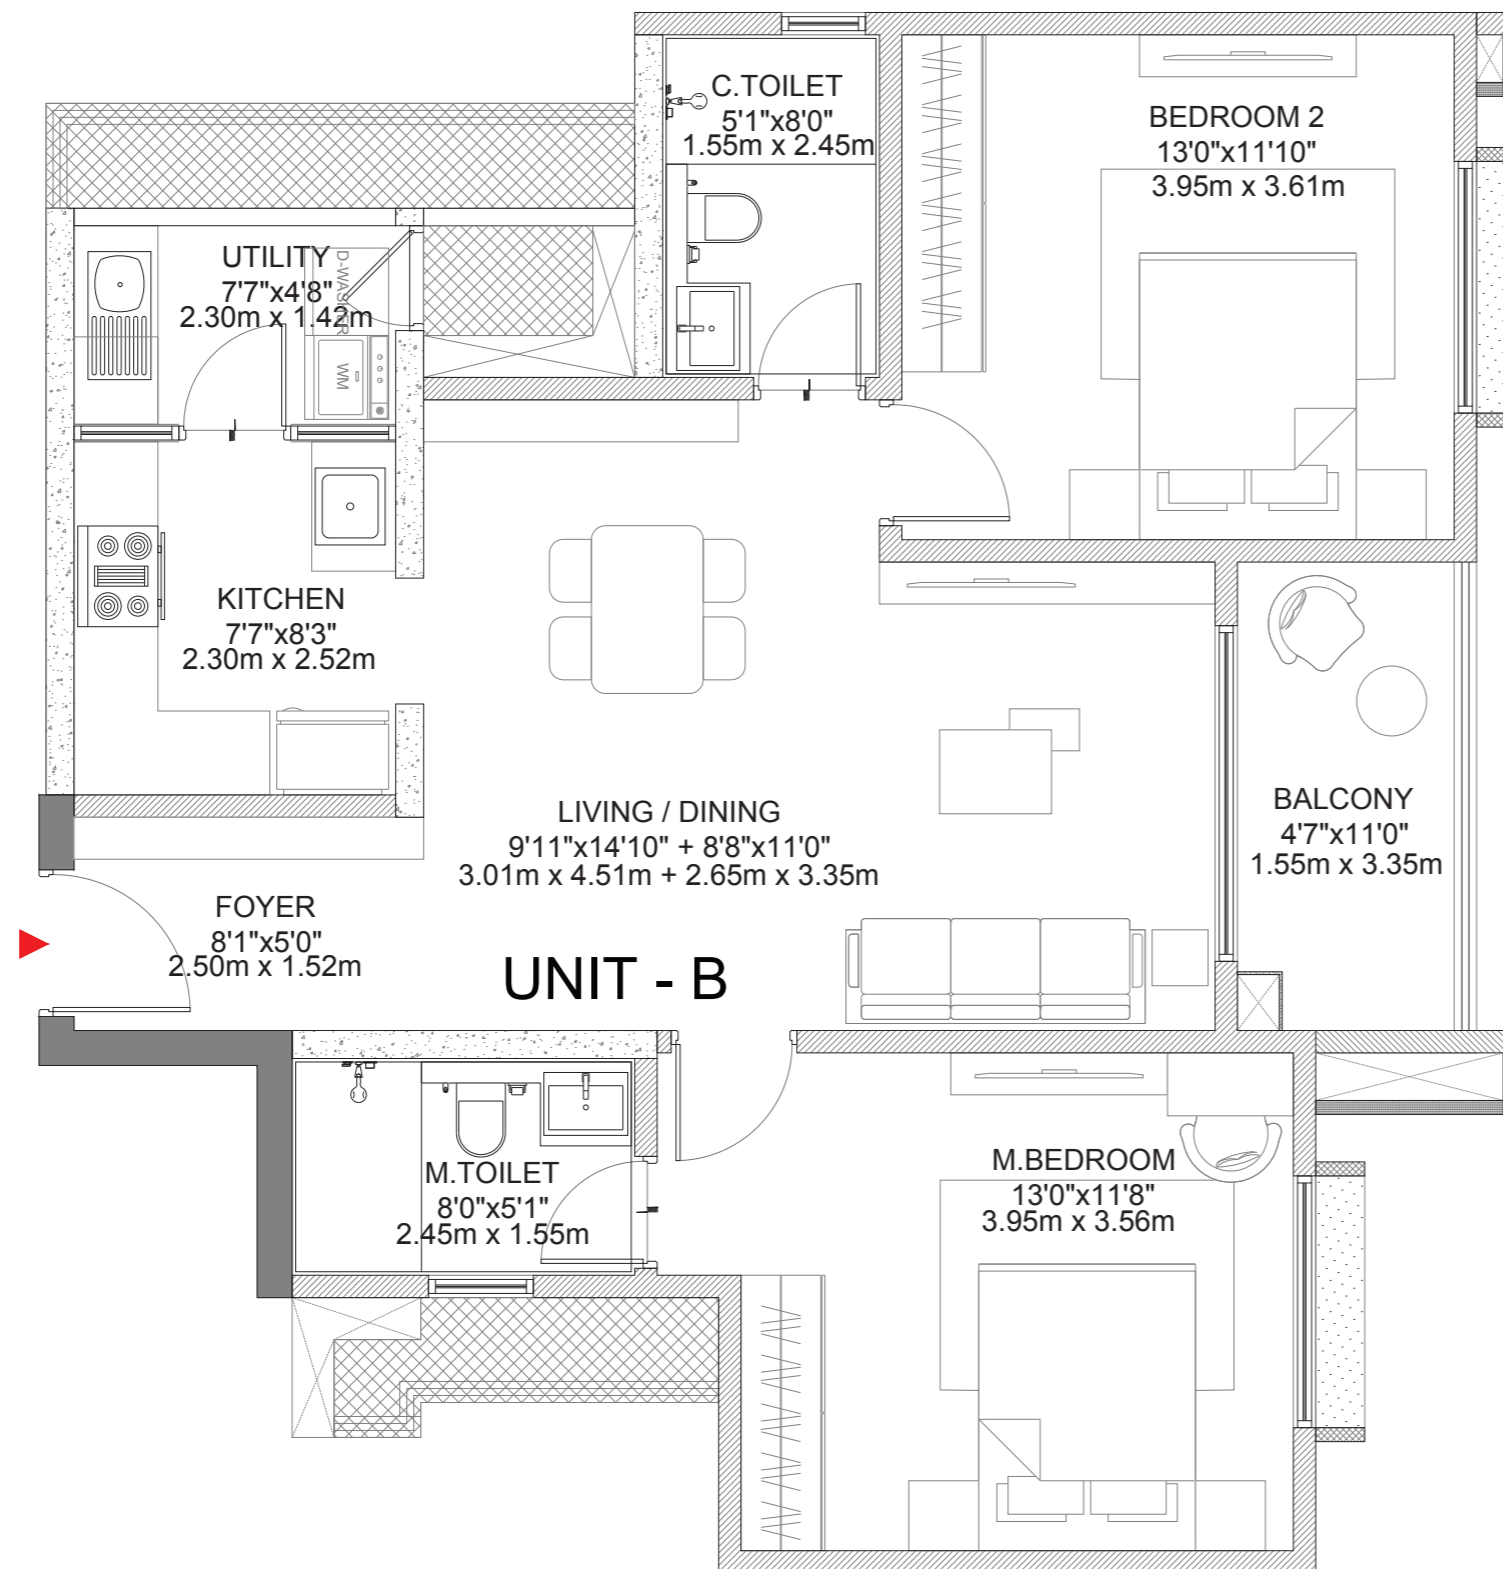 C.TOILET
5'1"x8'0"
1.55m x 2.45m
BEDROOM 2
13'0"x11'10"
3.95m x 3.61m
UTILITY
7'7"x4'8"
2.30m x 1.42m
D-WASHER
WM
KITCHEN
7'7"x8'3"
2.30m x 2.52m
LIVING / DINING
9'11"x14'10" + 8'8"x11'0"
3.01m x 4.51m + 2.65m x 3.35m
BALCONY
4'7"x11'0"
1.55m x 3.35m
FOYER
8'1"x5'0"
2.50m x 1.52m
UNIT - B
M.TOILET
8'0"x5'1"
2.45m x 1.55m
M.BEDROOM
13'0"x11'8"
3.95m x 3.56m